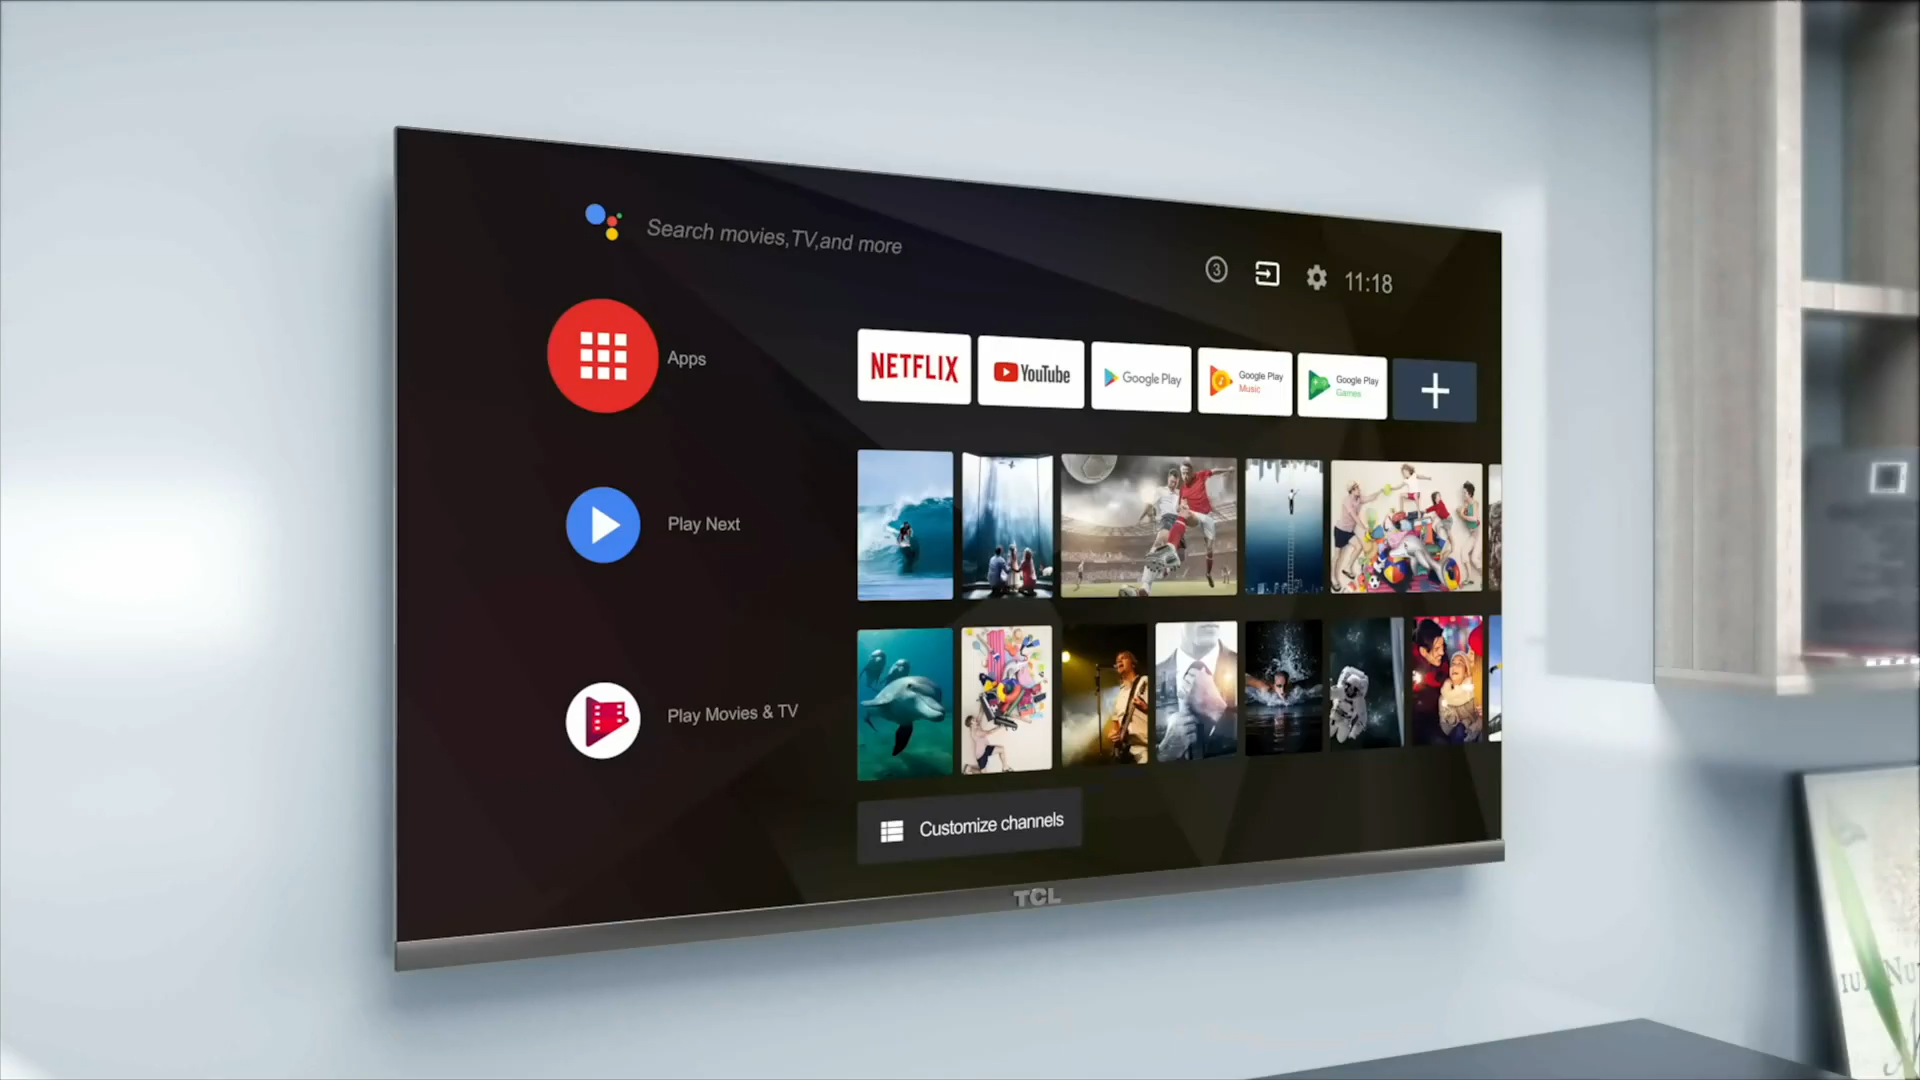 Search movies,TV,and more
3
11:18
Apps
NETFLIX
YouTube
Google Play
Google Play
Music
Google Play
Games
Play Next
Play Movies & TV
Customize channels
TCL